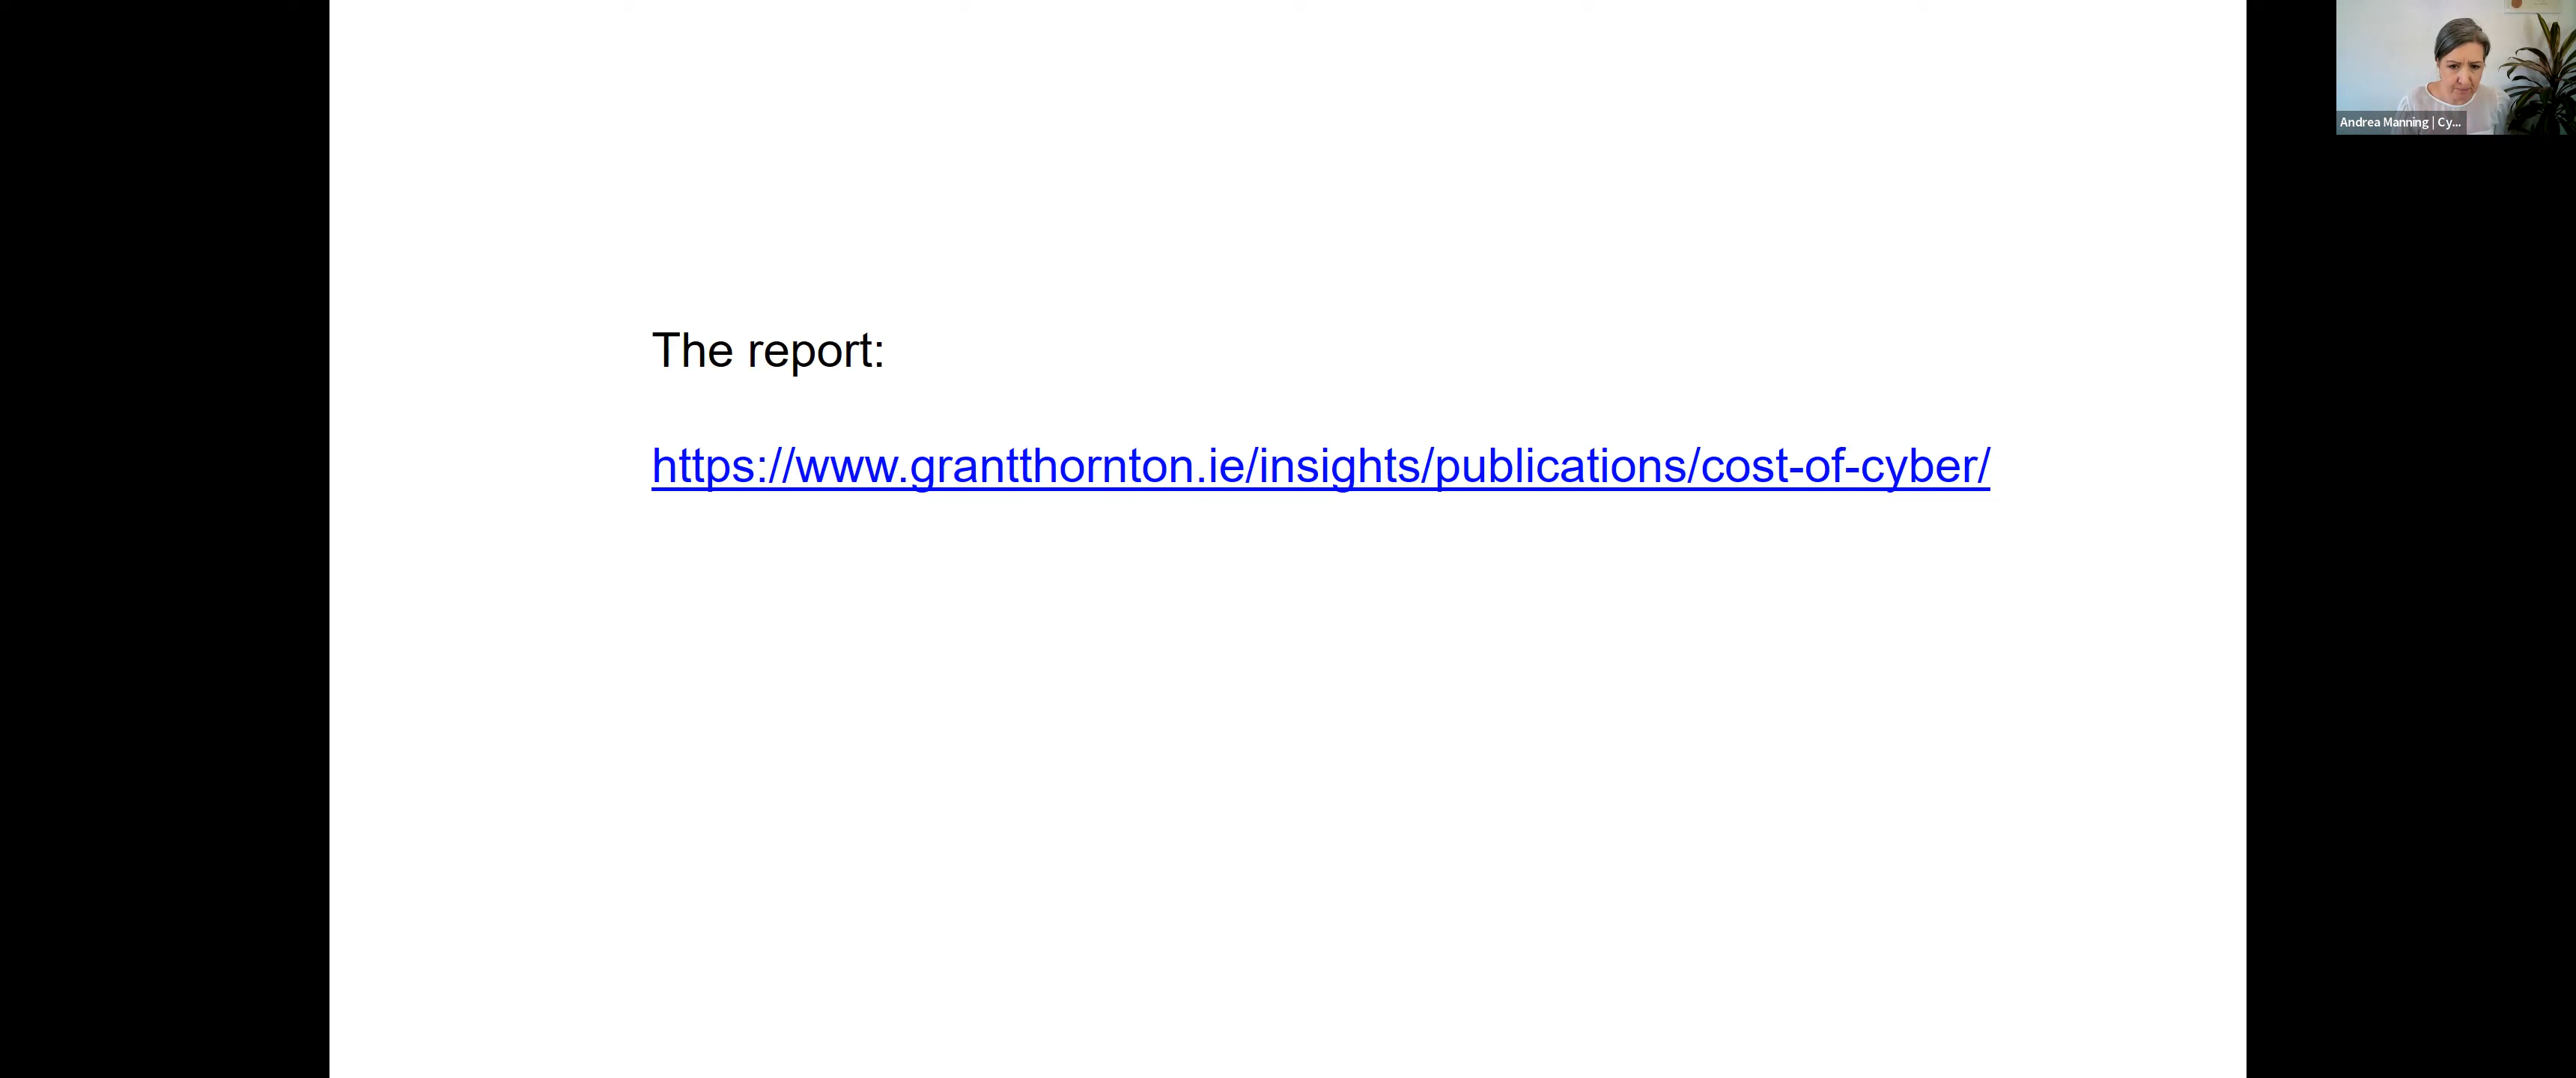 The report:
https://www.grantthornton.ie/insights/publications/cost-of-cyber/
Andrea Manning | Cy...